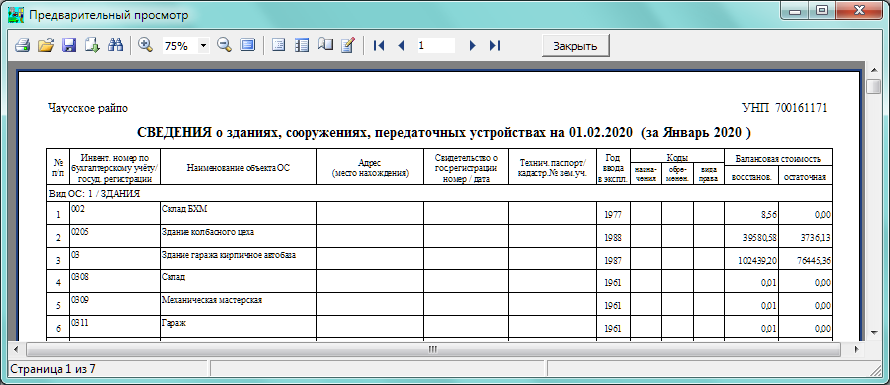 Предварительный просмотр
75% 1 Закрыть
Чаусское райпо УНП 700161171
СВЕДЕНИЯ о зданиях, сооружениях, передаточных устройствах на 01.02.2020 (за Январь 2020 )
№ п/п Инвент. номер по бухгалтерскому учёту/ госуд. регистрации Наименование объекта ОС Адрес (место нахождения) Свидетельство о гос.регистрации номер / дата Технич. паспорт/ кадастр.№ зем.уч. Год ввода в экспл. Коды назна- чения обре- менен. вида права Балансовая стоимость восстанов. остаточная
Вид ОС: 1 / ЗДАНИЯ
1 002 Склад БХМ 1977 8,56 0,00
2 0205 Здание колбасного цеха 1988 39580,58 3736,13
3 03 Здание гаража кирпичное автобаза 1987 102439,20 76445,36
4 0308 Склад 1961 0,01 0,00
5 0309 Механическая мастерская 1961 0,01 0,00
6 0311 Гараж 1961 0,01 0,00
Страница 1 из 7